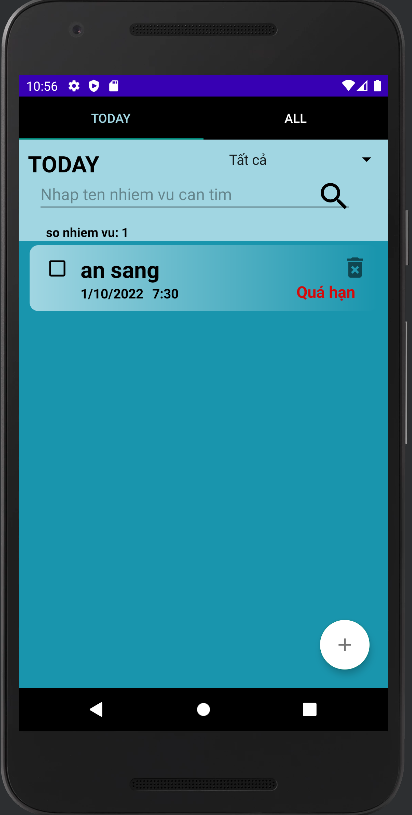 10:56
TODAY ALL
TODAY Tất cả
Nhap ten nhiem vu can tim
so nhiem vu: 1
an sang
1/10/2022 7:30 Quá hạn
+